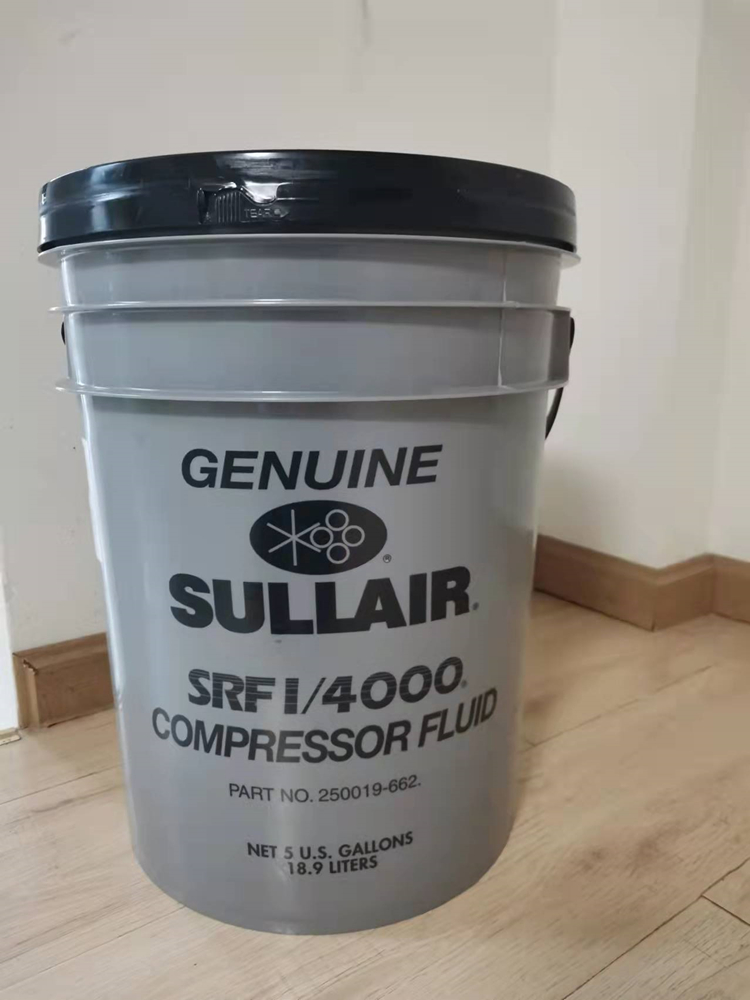 TEAR
GENUINE
®
SULLAIR®
SRF I/4000®
COMPRESSOR FLUID
PART NO. 250019-662.
NET 5 U.S. GALLONS
18.9 LITERS